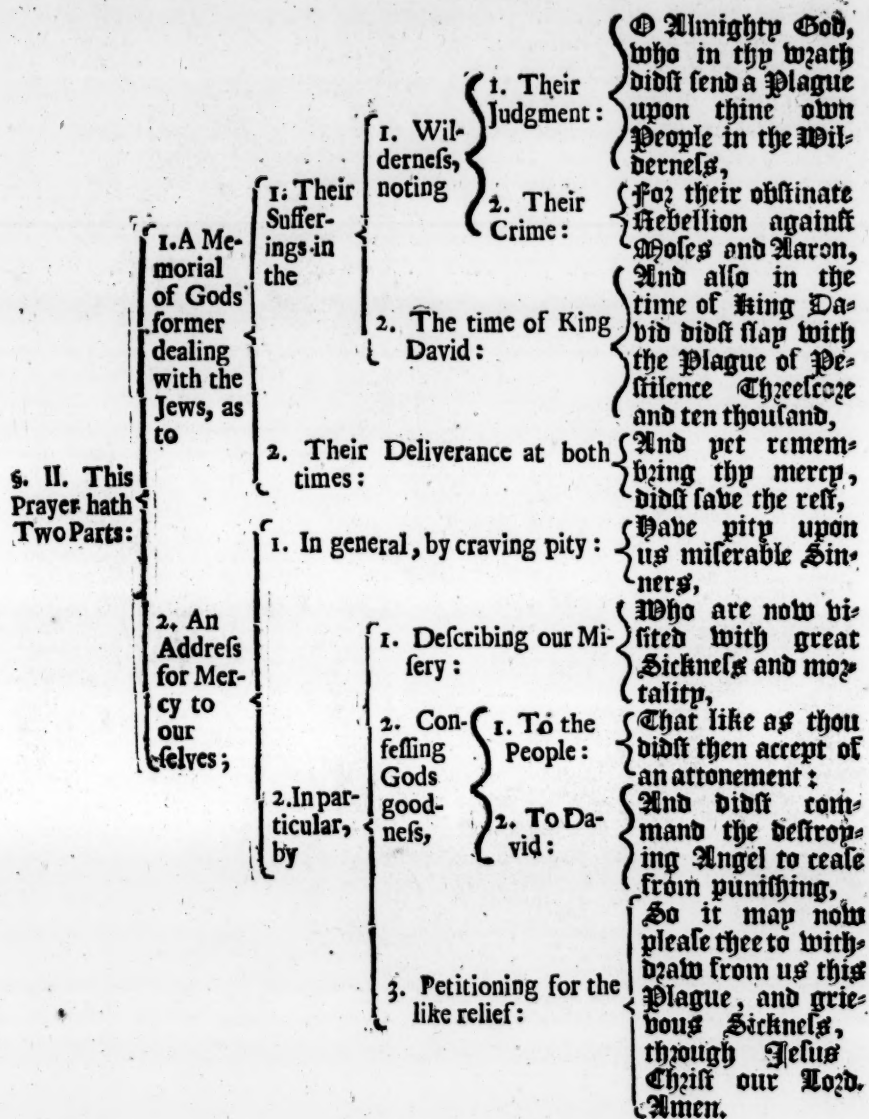 §. II. This
Prayer hath
Two Parts:
1. A Me-
morial
of Gods
former
dealing
with the
Jews, as
to
1. Their
Suffer-
ings in
the
1. Wil-
derneſs,
noting
1. Their
Judgment:
O Almighty God,
who in thy wrath
didſt ſend a Plague
upon thine own
People in the Wil-
derneſs,
2. Their
Crime:
For their obſtinate
Rebellion againſt
Moſes and Aaron,
2. The time of King
David:
And alſo in the
time of King Da-
vid didſt ſlay with
the Plague of Pe-
ſtilence Threeſcore
and ten thouſand,
2. Their Deliverance at both
times:
And yet remem-
bring thy mercy,
didſt ſave the reſt,
2. An
Addreſs
for Mer-
cy to
our
ſelves;
1. In general, by craving pity:
Have pity upon
us miſerable Sin-
ners,
2. In par-
ticular,
by
1. Deſcribing our Mi-
ſery:
Who are now vi-
ſited with great
Sickneſs and mor-
tality,
2. Con-
feſſing
Gods
good-
neſs,
1. To the
People:
That like as thou
didſt then accept of
an attonement:
2. To Da-
vid:
And didſt com-
mand the deſtroy-
ing Angel to ceaſe
from puniſhing,
3. Petitioning for the
like relief:
So it may now
pleaſe thee to with-
draw from us this
Plague, and grie-
vous Sickneſs,
through Jeſus
Chriſt our Lord.
Amen.